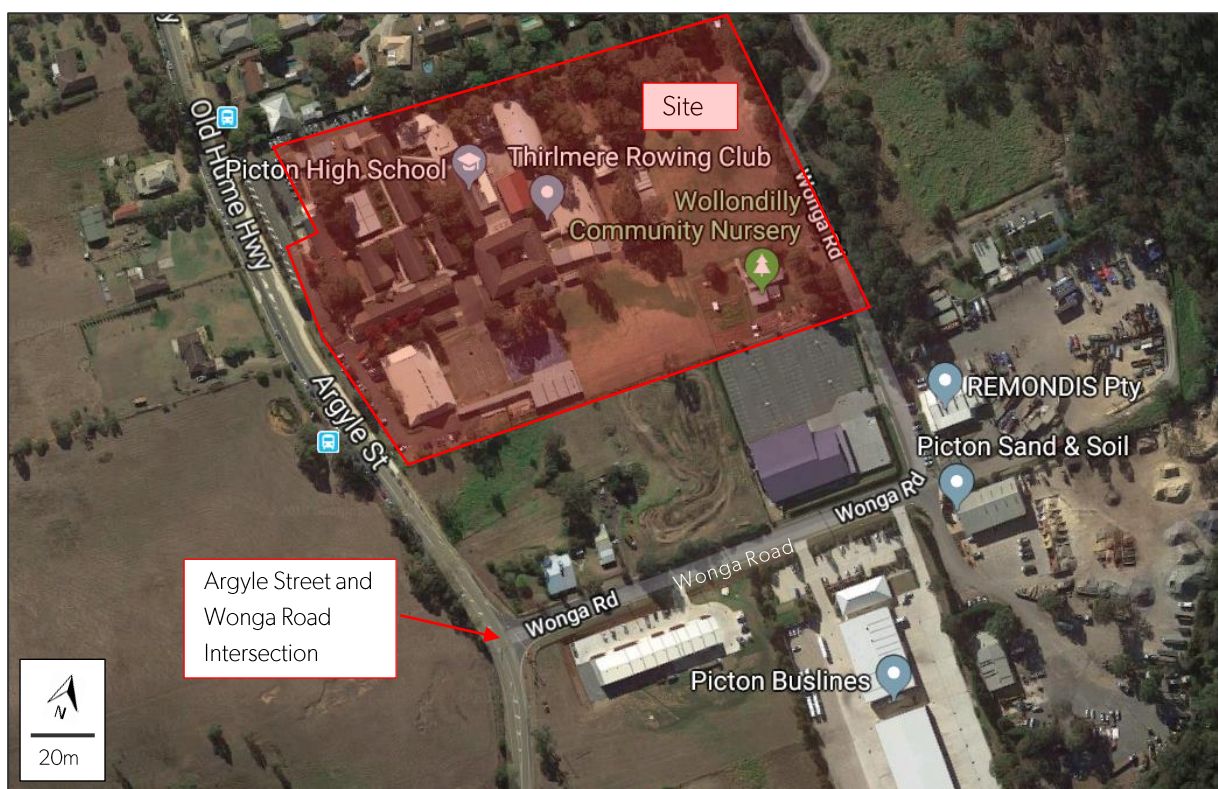 y
Old Hume Hwy
Site
Picton High School
Thirlmere Rowing Club
Wollondilly
Community Nursery
Wonga Rd
Argyle St
REMONDIS Pty
Picton Sand & Soil
Wonga Rd
Wonga Road
Wonga Rd
Argyle Street and
Wonga Road
Intersection
Picton Buslines
N
20m